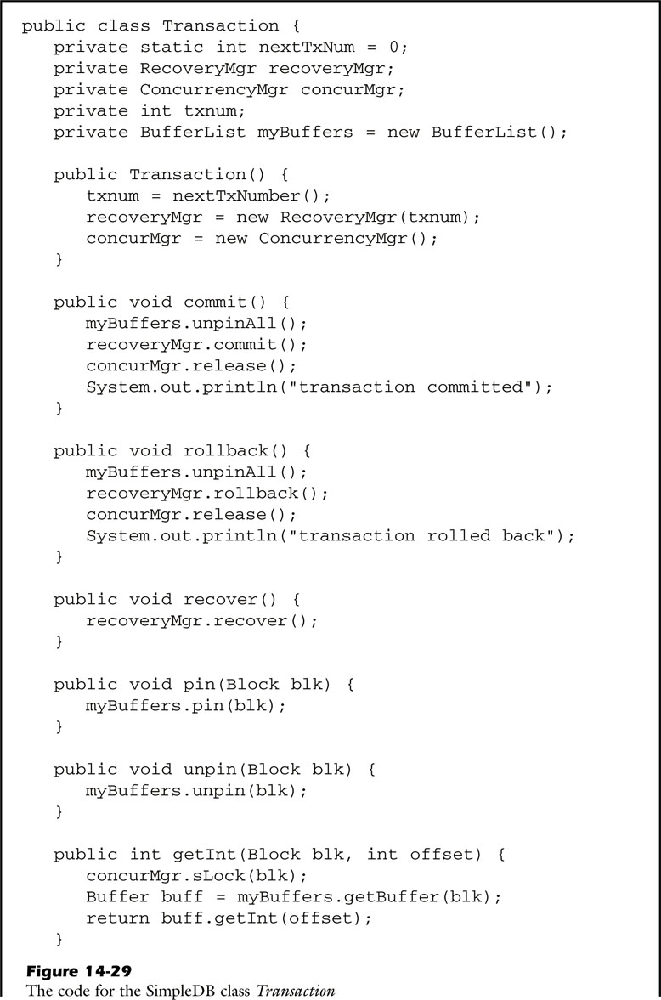 public class Transaction {
   private static int nextTxNum = 0;
   private RecoveryMgr recoveryMgr;
   private ConcurrencyMgr concurMgr;
   private int txnum;
   private BufferList myBuffers = new BufferList();

   public Transaction() {
      txnum = nextTxNumber();
      recoveryMgr = new RecoveryMgr(txnum);
      concurMgr = new ConcurrencyMgr();
   }

   public void commit() {
      myBuffers.unpinAll();
      recoveryMgr.commit();
      concurMgr.release();
      System.out.println("transaction committed");
   }

   public void rollback() {
      myBuffers.unpinAll();
      recoveryMgr.rollback();
      concurMgr.release();
      System.out.println("transaction rolled back");
   }

   public void recover() {
      recoveryMgr.recover();
   }

   public void pin(Block blk) {
      myBuffers.pin(blk);
   }

   public void unpin(Block blk) {
      myBuffers.unpin(blk);
   }

   public int getInt(Block blk, int offset) {
      concurMgr.sLock(blk);
      Buffer buff = myBuffers.getBuffer(blk);
      return buff.getInt(offset);
   }
Figure 14-29
The code for the SimpleDB class Transaction